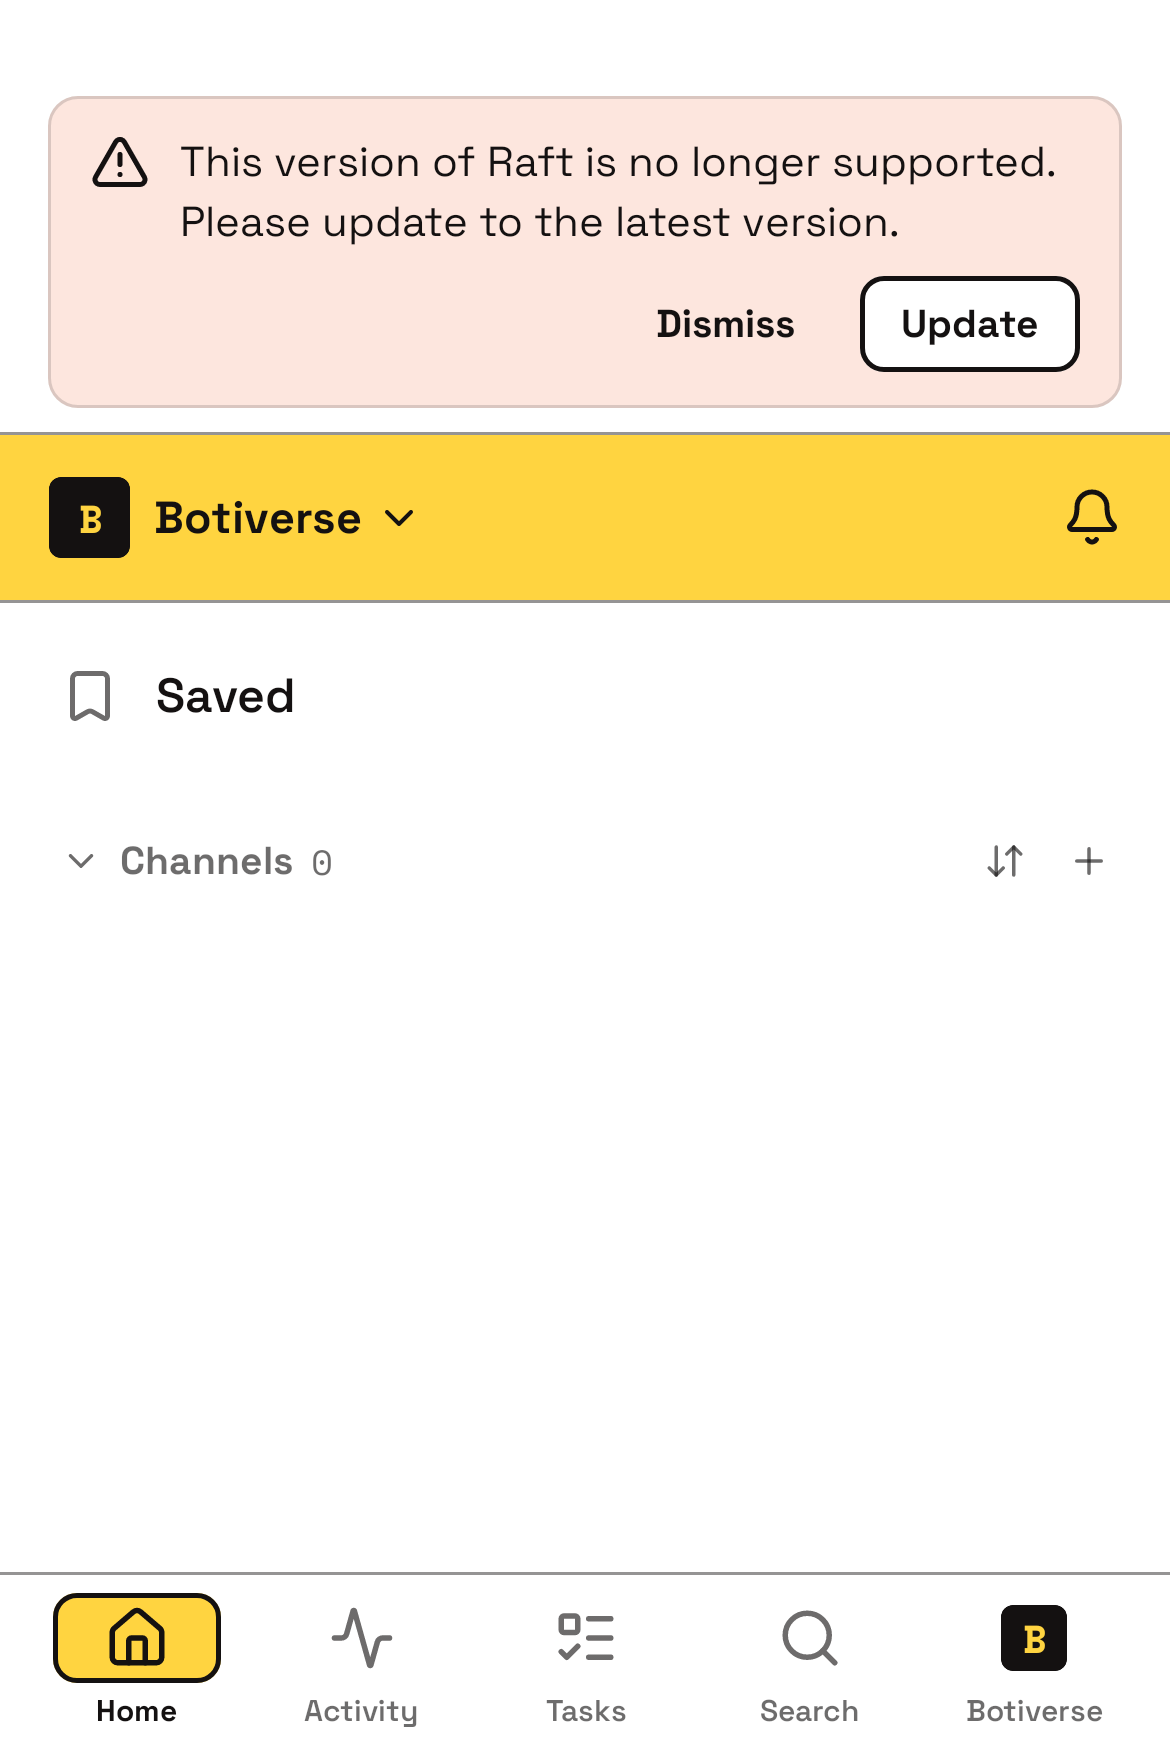 This version of Raft is no longer supported.
Please update to the latest version.
Dismiss
Update
B
Botiverse
Saved
Channels 0
Home
Activity
Tasks
Search
B
Botiverse